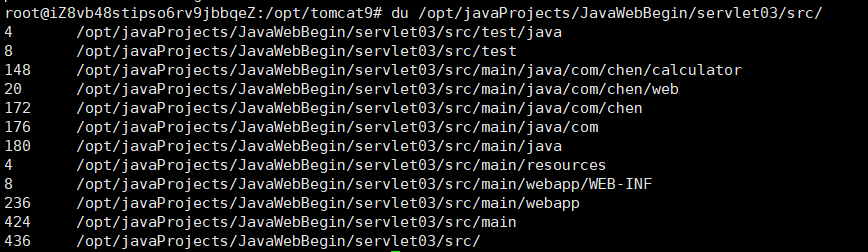 root@iZ8vb48stipso6rv9jbbqeZ:/opt/tomcat9# du /opt/javaProjects/JavaWebBegin/servlet03/src/
4 /opt/javaProjects/JavaWebBegin/servlet03/src/test/java
8 /opt/javaProjects/JavaWebBegin/servlet03/src/test
148 /opt/javaProjects/JavaWebBegin/servlet03/src/main/java/com/chen/calculator
20 /opt/javaProjects/JavaWebBegin/servlet03/src/main/java/com/chen/web
172 /opt/javaProjects/JavaWebBegin/servlet03/src/main/java/com/chen
176 /opt/javaProjects/JavaWebBegin/servlet03/src/main/java/com
180 /opt/javaProjects/JavaWebBegin/servlet03/src/main/java
4 /opt/javaProjects/JavaWebBegin/servlet03/src/main/resources
8 /opt/javaProjects/JavaWebBegin/servlet03/src/main/webapp/WEB-INF
236 /opt/javaProjects/JavaWebBegin/servlet03/src/main/webapp
424 /opt/javaProjects/JavaWebBegin/servlet03/src/main
436 /opt/javaProjects/JavaWebBegin/servlet03/src/